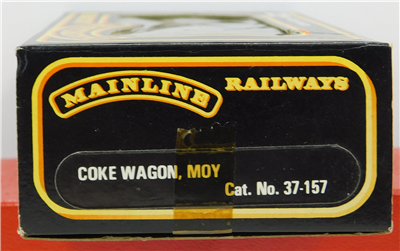 MAINLINE RAILWAYS
COKE WAGON, MOY
Cat. No. 37-157